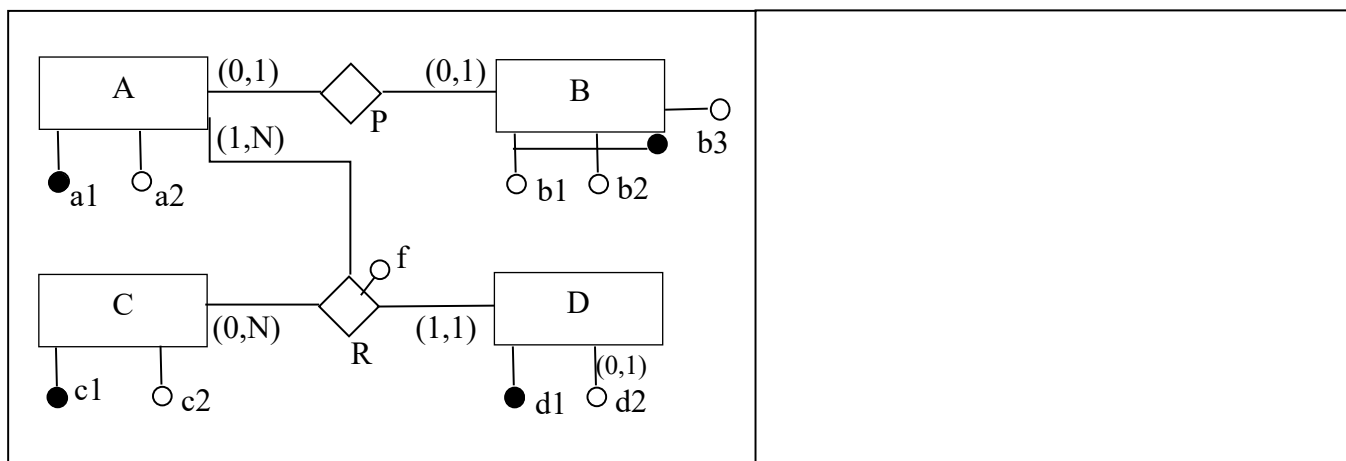 (0,1) (0,1)
A B
P
(1,N) b3
a1 a2 b1 b2
f
C D
(0,N) (1,1)
R (0,1)
c1 c2 d1 d2